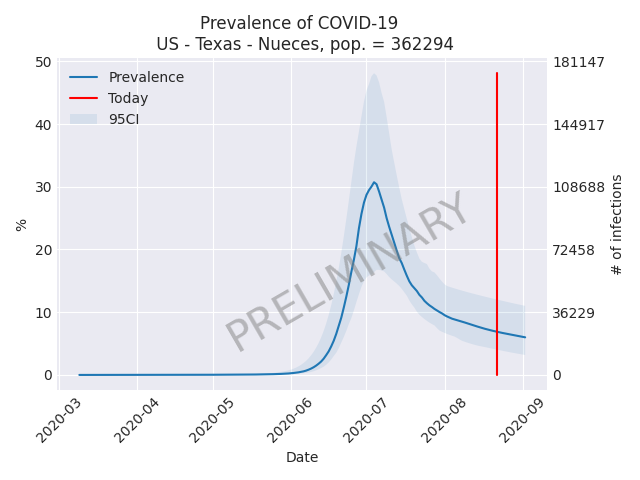 Prevalence of COVID-19
US - Texas - Nueces, pop. = 362294
50
40
30
20
10
0
%
181147
144917
108688
72458
36229
0
# of infections
Prevalence
Today
95CI
PRELIMINARY
2020-03
2020-04
2020-05
2020-06
2020-07
2020-08
2020-09
Date